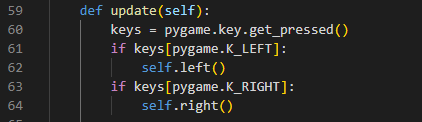 59 def update(self):
60 keys = pygame.key.get_pressed()
61 if keys[pygame.K_LEFT]:
62 self.left()
63 if keys[pygame.K_RIGHT]:
64 self.right()
65